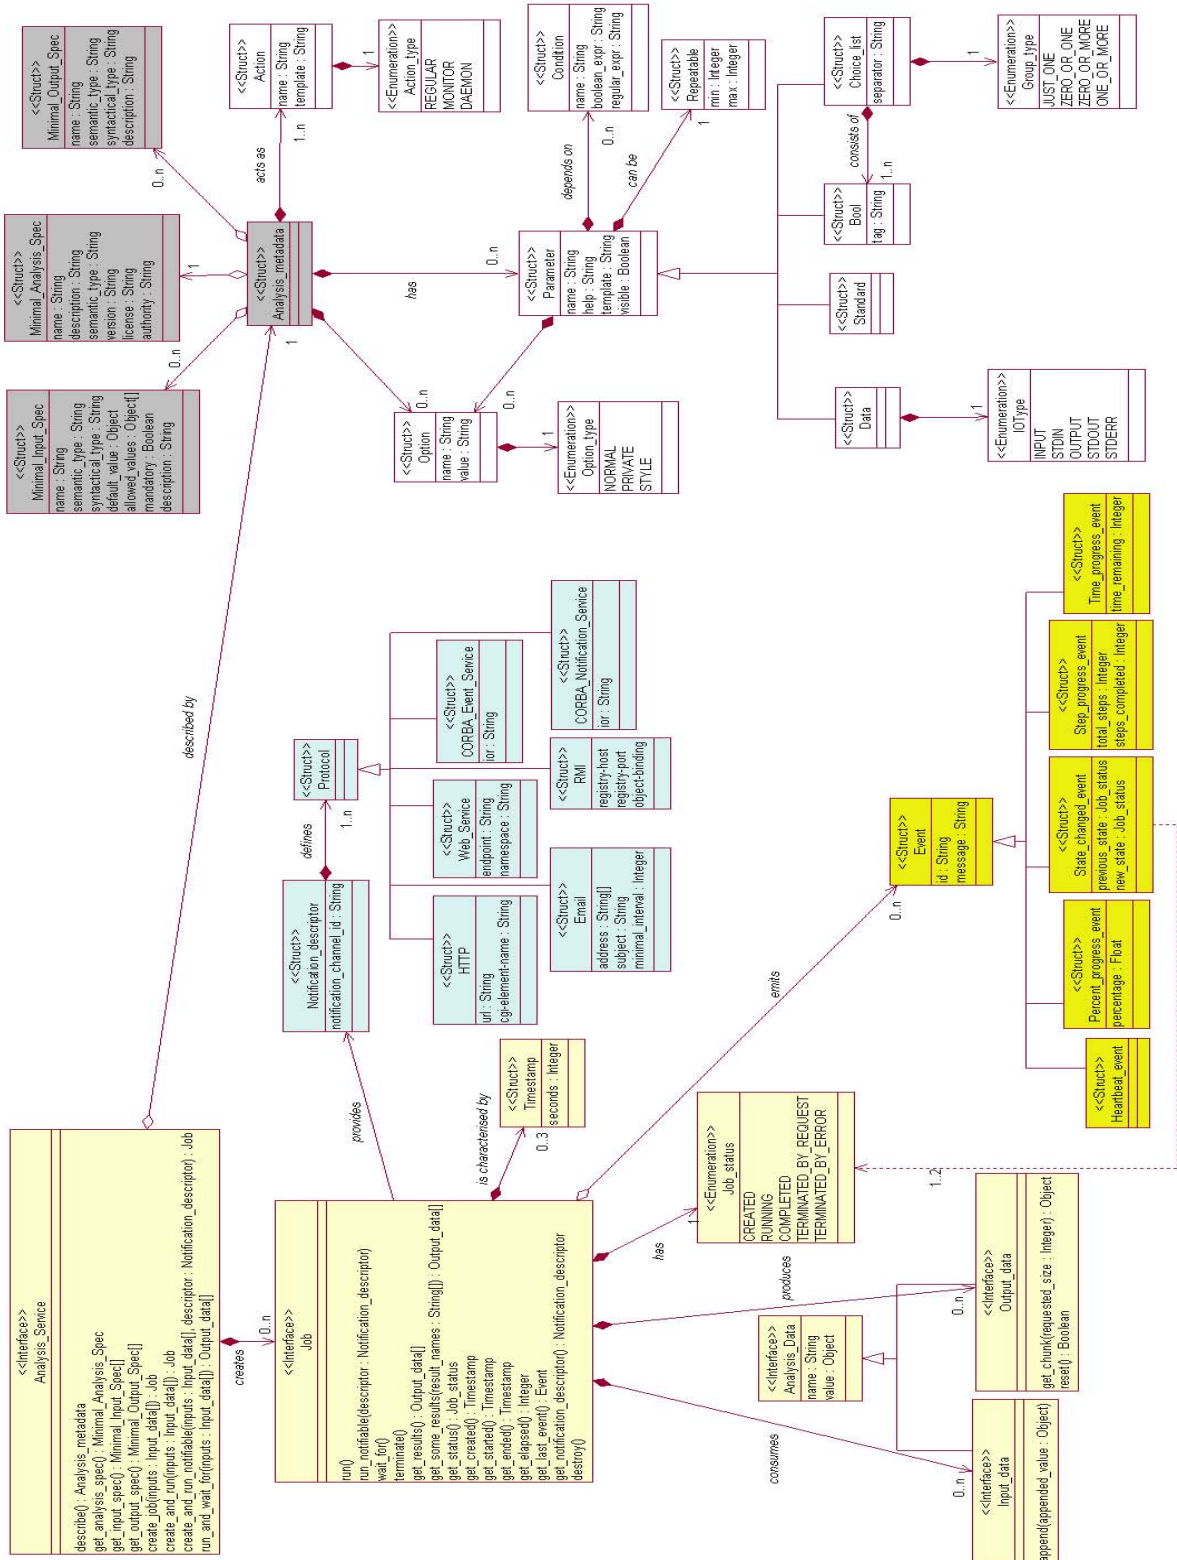 <<Interface>>
Analysis_Service
describe() : Analysis_metadata
get_analysis_spec() : Minimal_Analysis_Spec
get_input_spec() : Minimal_Input_Spec[]
get_output_spec() : Minimal_Output_Spec[]
create_job(inputs : Input_data[]) : Job
create_and_run(inputs : Input_data[]) : Job
create_and_run_notifiable(inputs : Input_data[], descriptor : Notification_descriptor) : Job
run_and_wait_for(inputs : Input_data[]) : Output_data[]
creates
0..n
described by
1
<<Interface>>
Job
run()
run_notifiable(descriptor : Notification_descriptor)
wait_for()
terminate()
get_results() : Output_data[]
get_some_results(result_names : String[]) : Output_data[]
get_status() : Job_status
get_created() : Timestamp
get_started() : Timestamp
get_ended() : Timestamp
get_elapsed() : Integer
get_last_event() : Event
get_notification_descriptor() : Notification_descriptor
destroy()
provides
is characterised by
0..3
<<Struct>>
Timestamp
seconds : Integer
emits
0..n
has
1
<<Enumeration>>
Job_status
CREATED
RUNNING
COMPLETED
TERMINATED_BY_REQUEST
TERMINATED_BY_ERROR
1..2
produces
0..n
consumes
0..n
<<Interface>>
Analysis_Data
name : String
value : Object
<<Interface>>
Input_data
append(appended_value : Object)
<<Interface>>
Output_data
get_chunk(requested_size : Integer) : Object
reset() : Boolean
<<Struct>>
Notification_descriptor
notification_channel_id : String
defines
1..n
<<Struct>>
Protocol
<<Struct>>
HTTP
url : String
cgi-element-name : String
<<Struct>>
Web_Service
endpoint : String
namespace : String
<<Struct>>
CORBA_Event_Service
ior : String
<<Struct>>
Email
address : String[]
subject : String
minimal_interval : Integer
<<Struct>>
RMI
registry-host
registry-port
object-binding
<<Struct>>
CORBA_Notification_Service
ior : String
<<Struct>>
Event
id : String
message : String
<<Struct>>
Heartbeat_event
<<Struct>>
Percent_progress_event
percentage : Float
<<Struct>>
State_changed_event
previous_state : Job_status
new_state : Job_status
<<Struct>>
Step_progress_event
total_steps : Integer
steps_completed : Integer
<<Struct>>
Time_progress_event
time_remaining : Integer
<<Struct>>
Minimal_Input_Spec
name : String
semantic_type : String
syntactical_type : String
default_value : Object
allowed_values : Object[]
mandatory : Boolean
description : String
0..n
<<Struct>>
Minimal_Analysis_Spec
name : String
description : String
semantic_type : String
version : String
license : String
authority : String
1
<<Struct>>
Minimal_Output_Spec
name : String
semantic_type : String
syntactical_type : String
description : String
0..n
<<Struct>>
Analysis_metadata
acts as
1..n
<<Struct>>
Action
name : String
template : String
1
<<Enumeration>>
Action_type
REGULAR
MONITOR
DAEMON
has
0..n
0..n
<<Struct>>
Option
name : String
value : String
0..n
1
<<Enumeration>>
Option_type
NORMAL
PRIVATE
STYLE
<<Struct>>
Parameter
name : String
help : String
template : String
visible : Boolean
depends on
0..n
<<Struct>>
Condition
name : String
boolean expr : String
regular_expr : String
can be
1
<<Struct>>
Repeatable
min : Integer
max : Integer
<<Struct>>
Data
1
<<Enumeration>>
IOType
INPUT
STDIN
OUTPUT
STDOUT
STDERR
<<Struct>>
Standard
<<Struct>>
Bool
tag : String
consists of
1..n
<<Struct>>
Choice_list
separator : String
1
<<Enumeration>>
Group_type
JUST_ONE
ZERO_OR_ONE
ZERO_OR_MORE
ONE_OR_MORE